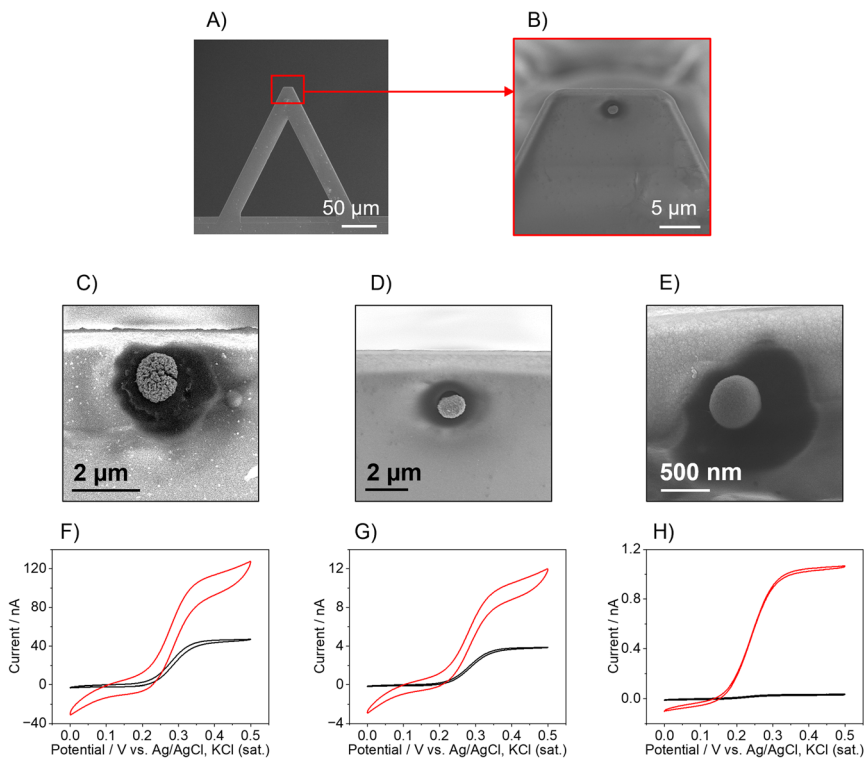 A)
B)
50 µm
5 µm
C)
D)
E)
2 µm
2 µm
500 nm
F)
G)
H)
120
80
40
0
-40
0.0 0.1 0.2 0.3 0.4 0.5
Current / nA
Potential / V vs. Ag/AgCl, KCl (sat.)
12
8
4
0
-4
0.0 0.1 0.2 0.3 0.4 0.5
Current / nA
Potential / V vs. Ag/AgCl, KCl (sat.)
1.2
0.8
0.4
0.0
0.0 0.1 0.2 0.3 0.4 0.5
Current / nA
Potential / V vs. Ag/AgCl, KCl (sat.)